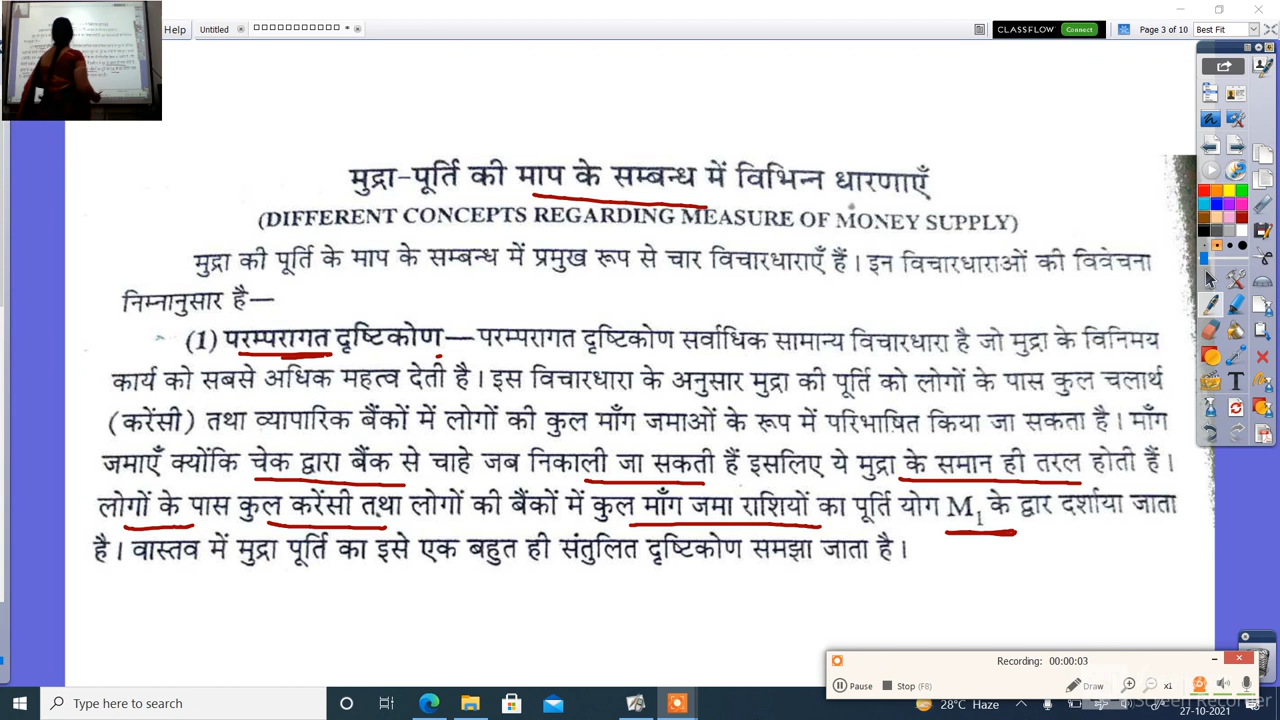 Help
Untitled
CLASSFLOW Connect
Page 3 of 10
Best Fit
मुद्रा-पूर्ति की माप के सम्बन्ध में विभिन्न धारणाएँ
(DIFFERENT CONCEPTS REGARDING MEASURE OF MONEY SUPPLY)
मुद्रा की पूर्ति के माप के सम्बन्ध में प्रमुख रूप से चार विचारधाराएँ हैं। इन विचारधाराओं की विवेचना
निम्नानुसार है—
(1) परम्परागत दृष्टिकोण—परम्परागत दृष्टिकोण सर्वाधिक सामान्य विचारधारा है जो मुद्रा के विनिमय
कार्य को सबसे अधिक महत्व देती है। इस विचारधारा के अनुसार मुद्रा की पूर्ति को लोगों के पास कुल चलार्थ
(करेंसी) तथा व्यापारिक बैंकों में लोगों की कुल माँग जमाओं के रूप में परिभाषित किया जा सकता है। माँग
जमाएँ क्योंकि चेक द्वारा बैंक से चाहे जब निकाली जा सकती हैं इसलिए ये मुद्रा के समान ही तरल होती हैं।
लोगों के पास कुल करेंसी तथा लोगों की बैंकों में कुल माँग जमा राशियों का पूर्ति योग M1 के द्वार दर्शाया जाता
है। वास्तव में मुद्रा पूर्ति का इसे एक बहुत ही संतुलित दृष्टिकोण समझा जाता है।
Recording: 00:00:03
Pause Stop (F8) Draw x1
Type here to search
28°C Haze
27-10-2021
Screen Recorder